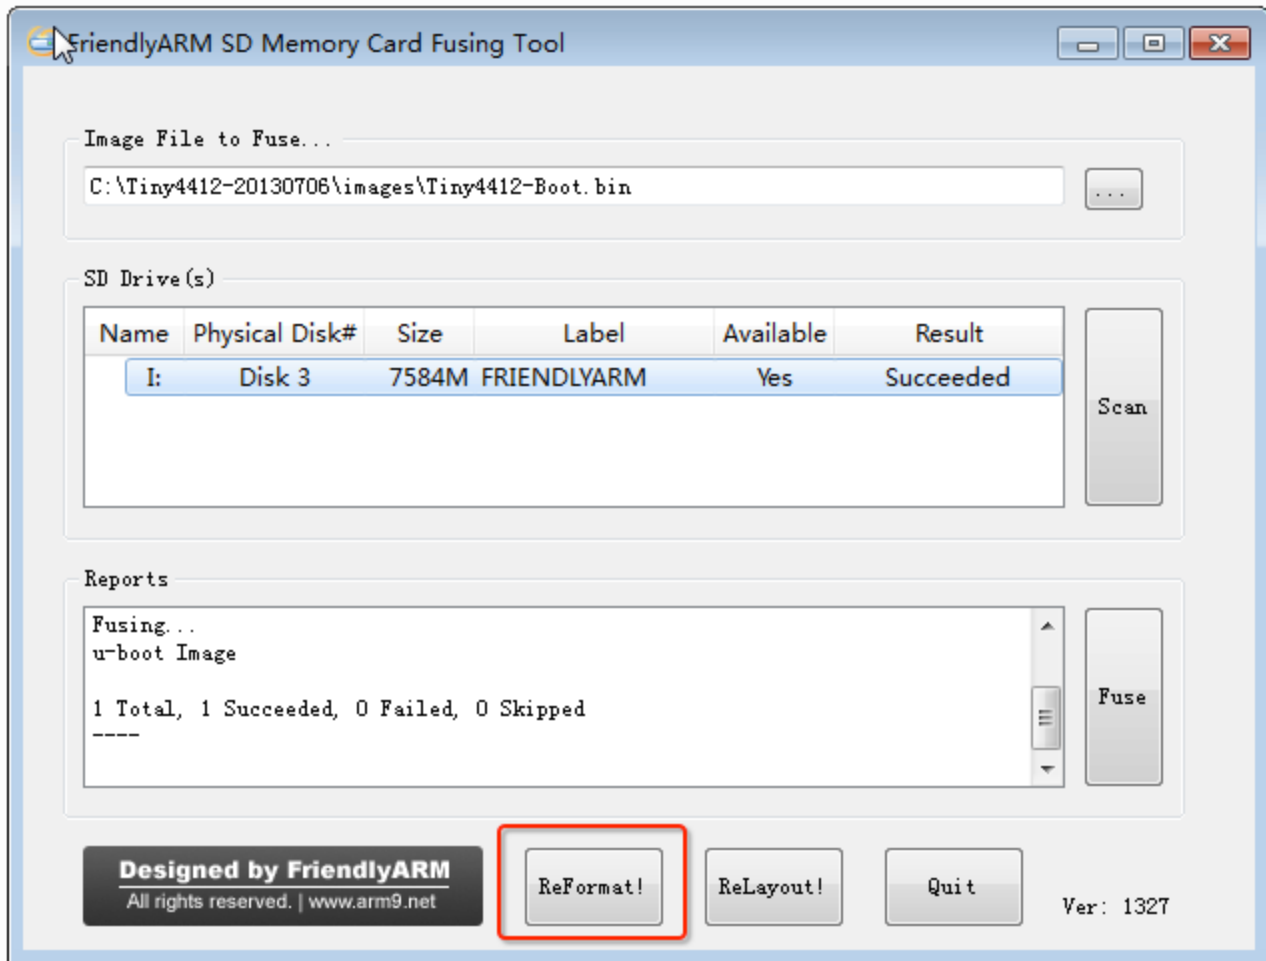 FriendlyARM SD Memory Card Fusing Tool
Image File to Fuse...
C:\Tiny4412-20130706\images\Tiny4412-Boot.bin
...
SD Drive(s)
Name Physical Disk# Size Label Available Result
I: Disk 3 7584M FRIENDLYARM Yes Succeeded
Scan
Reports
Fusing...
u-boot Image
1 Total, 1 Succeeded, 0 Failed, 0 Skipped
----
Fuse
Designed by FriendlyARM
All rights reserved. | www.arm9.net
ReFormat!
ReLayout!
Quit
Ver: 1327